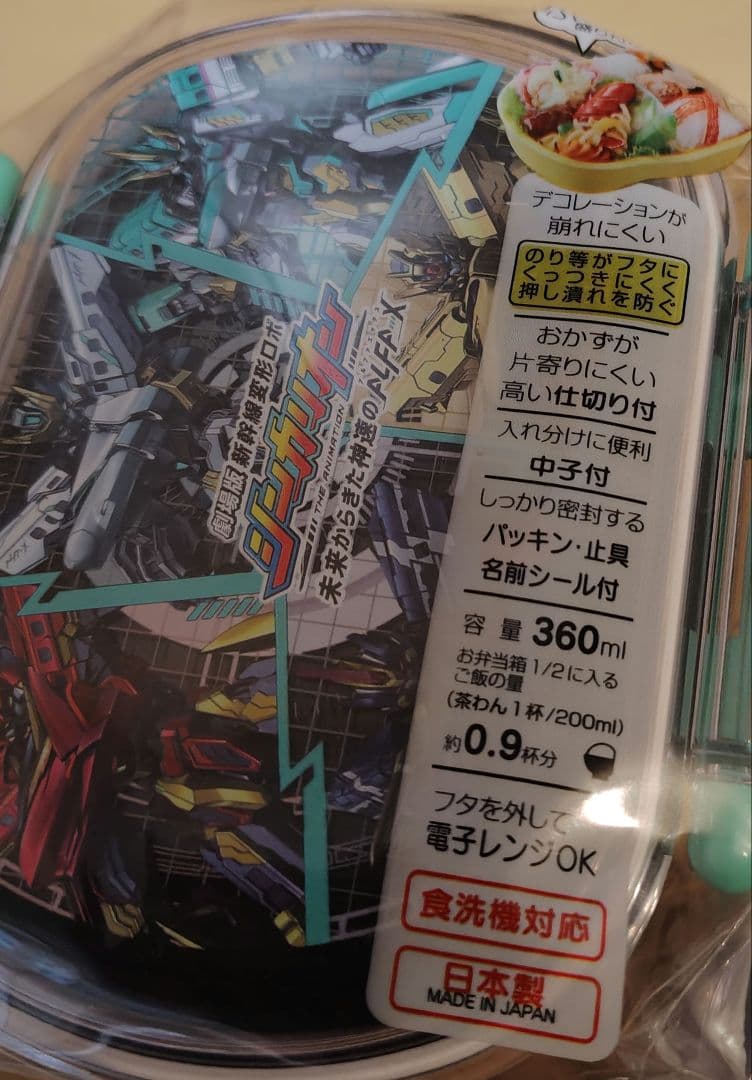 劇場版 新幹線変形ロボ
シンカリオン
THE ANIMATION
未来からきた神速のALFA-X
デコレーションが
崩れにくい
のり等がフタに
くっつきにくく
押し潰れを防ぐ
おかずが
片寄りにくい
高い仕切り付
入れ分けに便利
中子付
しっかり密封する
パッキン・止具
名前シール付
容量 360ml
お弁当箱1/2に入る
ご飯の量
(茶わん1杯/200ml)
約0.9杯分
フタを外して
電子レンジOK
食洗機対応
日本製
MADE IN JAPAN